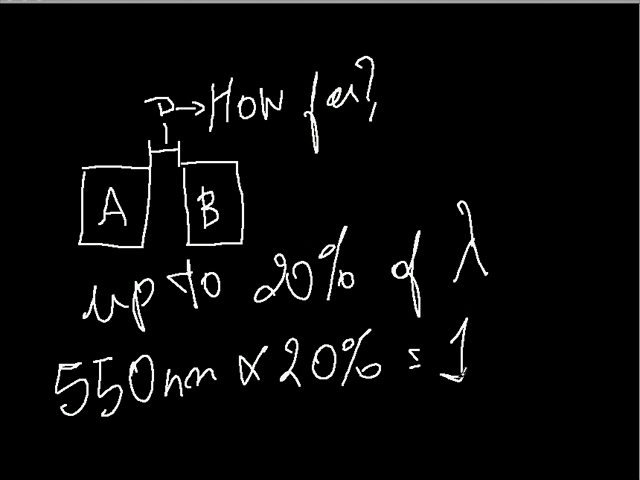 D→How far?
A B
up to 20% of λ
550nm x 20% = 1